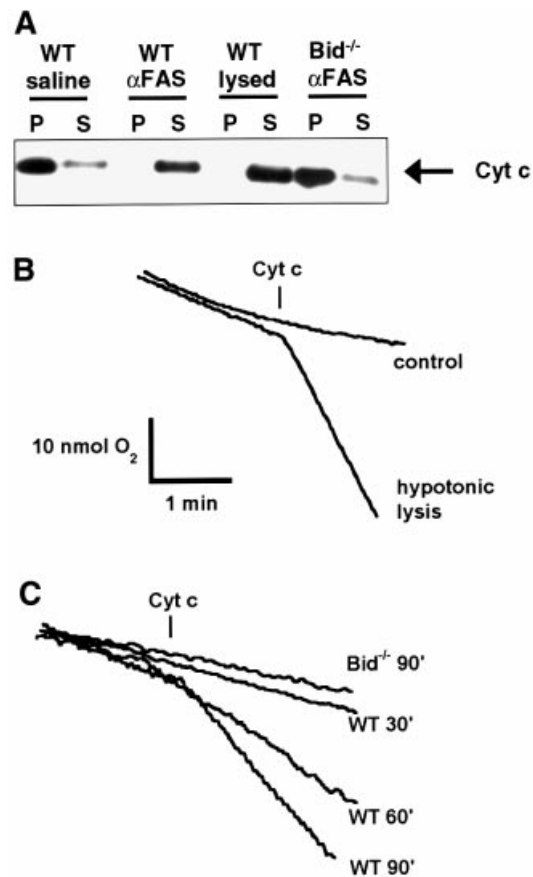 A
WT saline
WT αFAS
WT lysed
Bid-/- αFAS
P S P S P S P S
Cyt c
B
Cyt c
control
10 nmol O2
1 min
hypotonic lysis
C
Cyt c
Bid-/- 90'
WT 30'
WT 60'
WT 90'